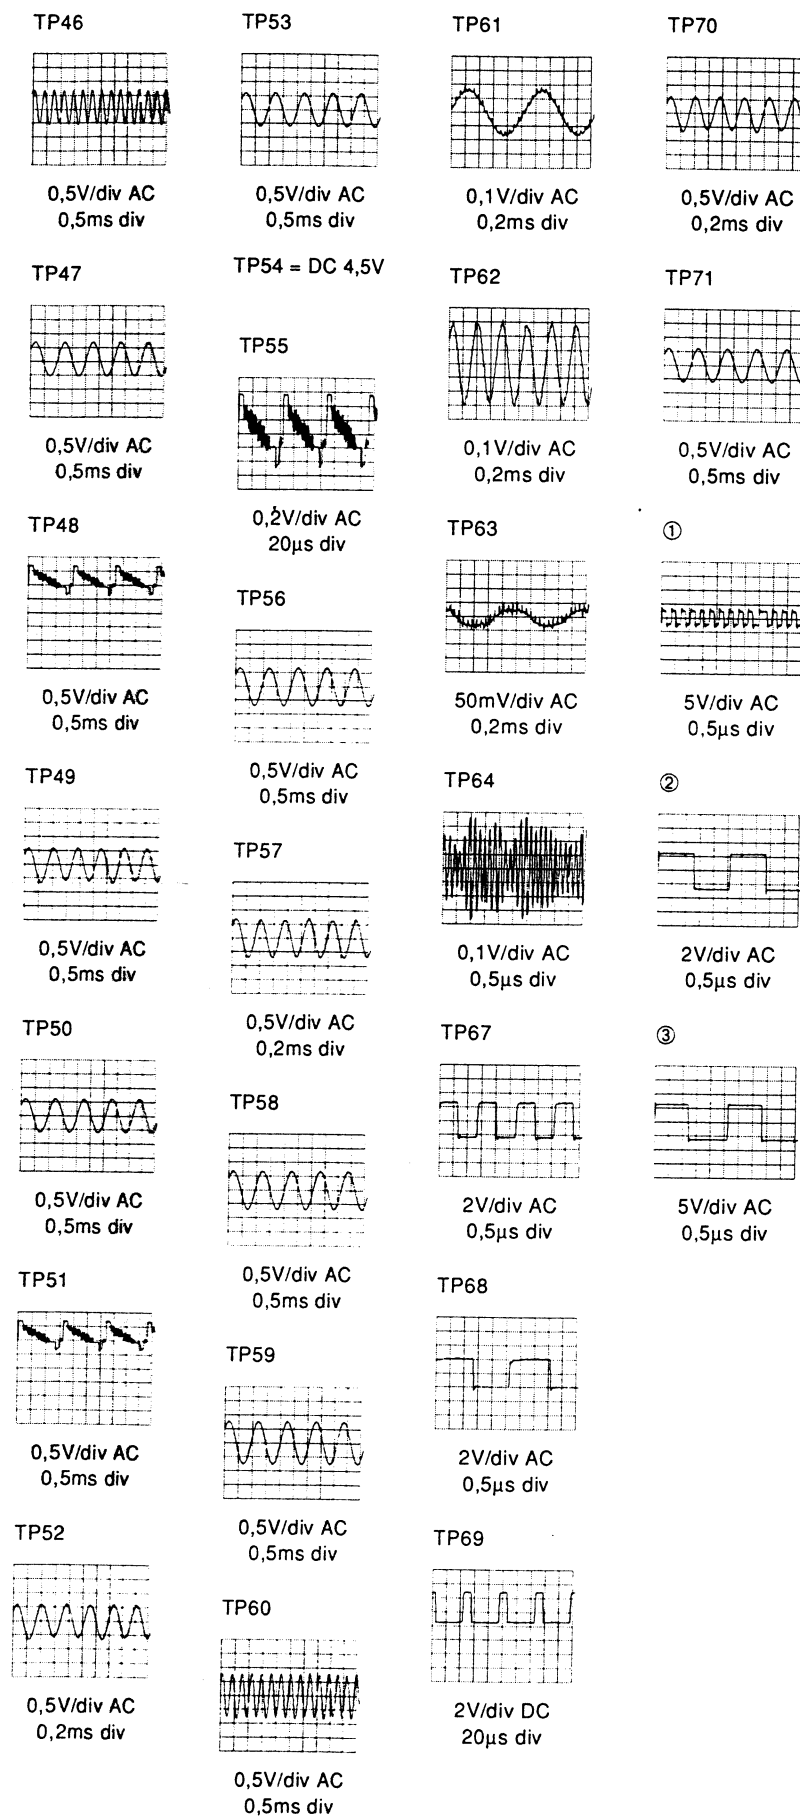 TP46
0,5V/div AC
0,5ms div
TP47
0,5V/div AC
0,5ms div
TP48
0,5V/div AC
0,5ms div
TP49
0,5V/div AC
0,5ms div
TP50
0,5V/div AC
0,5ms div
TP51
0,5V/div AC
0,5ms div
TP52
0,5V/div AC
0,2ms div
TP53
0,5V/div AC
0,5ms div
TP54 = DC 4,5V
TP55
0,2V/div AC
20µs div
TP56
0,5V/div AC
0,5ms div
TP57
0,5V/div AC
0,2ms div
TP58
0,5V/div AC
0,5ms div
TP59
0,5V/div AC
0,5ms div
TP60
0,5V/div AC
0,5ms div
TP61
0,1V/div AC
0,2ms div
TP62
0,1V/div AC
0,2ms div
TP63
50mV/div AC
0,2ms div
TP64
0,1V/div AC
0,5µs div
TP67
2V/div AC
0,5µs div
TP68
2V/div AC
0,5µs div
TP69
2V/div DC
20µs div
TP70
0,5V/div AC
0,2ms div
TP71
0,5V/div AC
0,5ms div
①
5V/div AC
0,5µs div
②
2V/div AC
0,5µs div
③
5V/div AC
0,5µs div